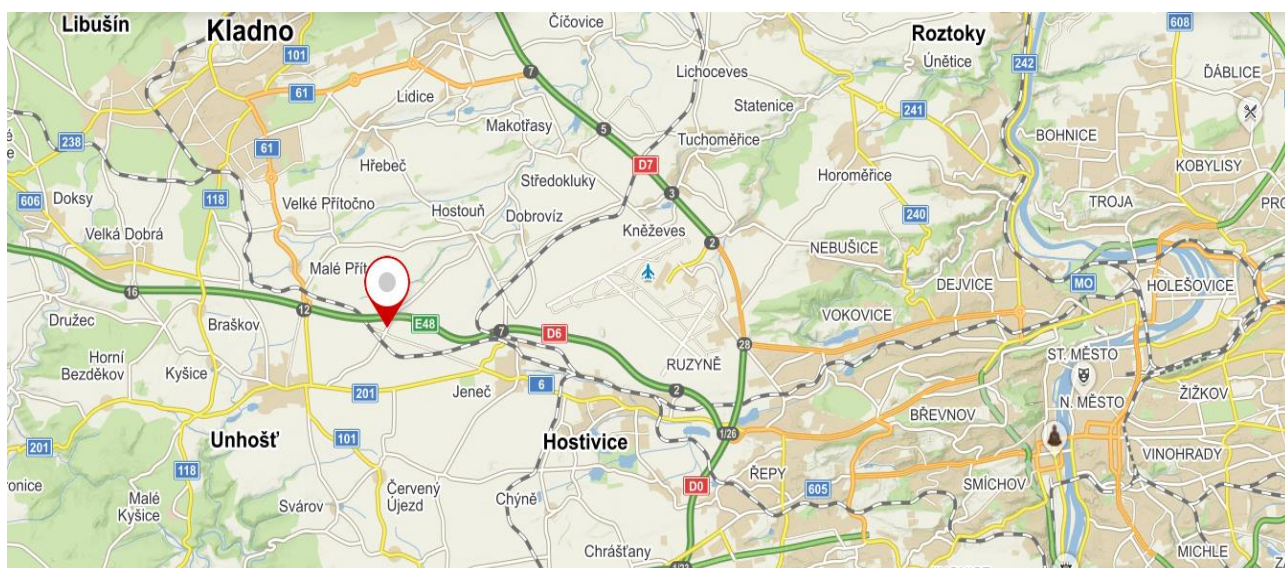 Libušín
Kladno
Číčovice
Roztoky
Únětice
608
101
7
Lichoceves
242
ĎÁBLICE
61
Lidice
Statenice
241
Makotřasy
5
Tuchoměřice
BOHNICE
238
61
Hřebeč
D7
KOBYLISY
Středokluky
3
Horoměřice
606
Doksy
118
Velké Přítočno
Hostouň
Dobrovíz
240
TROJA
Velká Dobrá
Kněževes
2
NEBUŠICE
Malé
DEJVICE
MO
HOLEŠOVICE
16
12
E48
7
D6
VOKOVICE
Družec
Braškov
28
ST. MĚSTO
Horní
Bezděkov
Kyšice
RUZYNĚ
201
Jeneč
6
2
N. MĚSTO
ŽIŽKOV
BŘEVNOV
Unhošť
101
Hostivice
1/26
201
VINOHRADY
118
D0
ŘEPY
605
SMÍCHOV
Malé
Kyšice
Svárov
Červený
Újezd
Chýně
Chrášťany
MICHLE